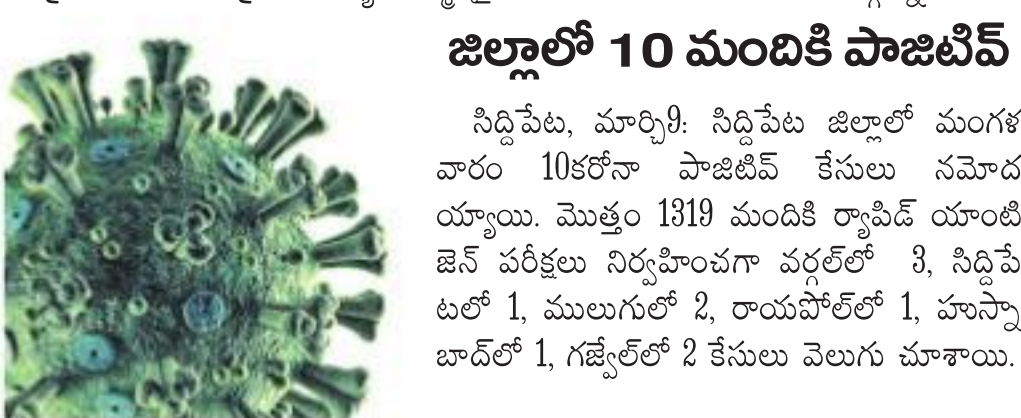 జిల్లాలో 10 మందికి పాజిటివ్
సిద్దిపేట, మార్చి9: సిద్దిపేట జిల్లాలో మంగళ
వారం 10కరోనా పాజిటివ్ కేసులు నమోద
య్యాయి. మొత్తం 1319 మందికి ర్యాపిడ్ యాంటి
జెన్ పరీక్షలు నిర్వహించగా వర్గల్‌లో 3, సిద్దిపే
టలో 1, ములుగులో 2, రాయపోల్‌లో 1, హుస్నా
బాద్‌లో 1, గజ్వేల్‌లో 2 కేసులు వెలుగు చూశాయి.